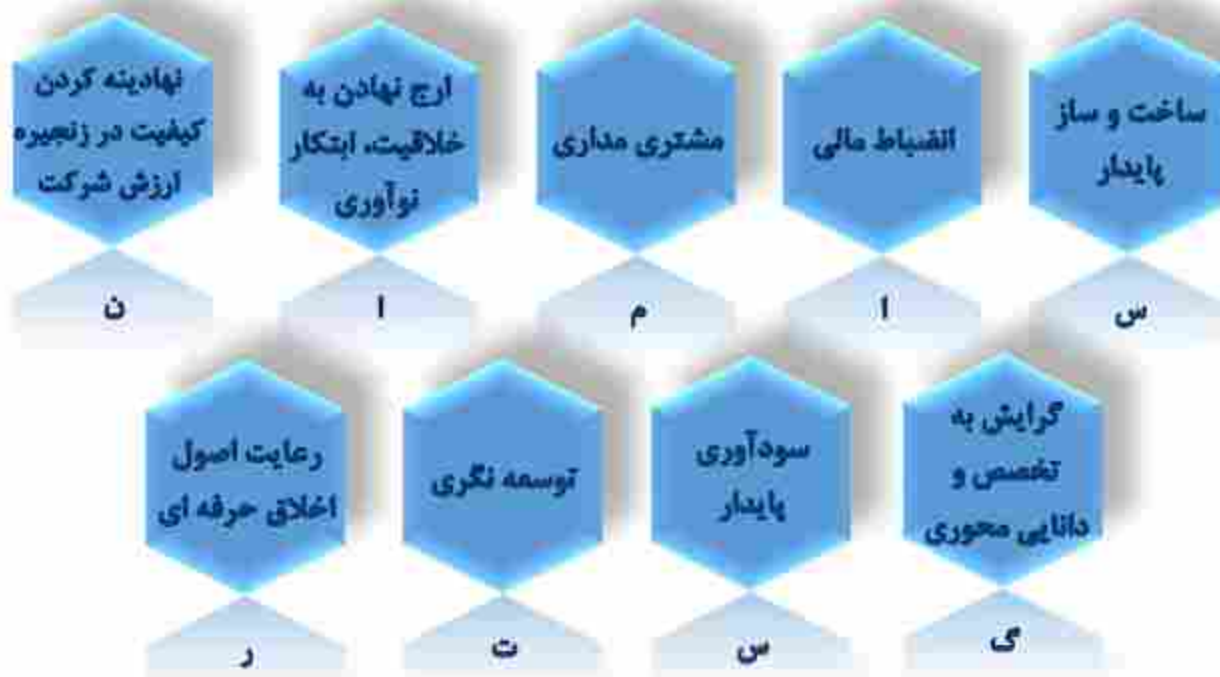 ساخت و ساز
پایدار
س
انضباط مالی
ا
مشتری مداری
م
ارج نهادن به
خلاقیت، ابتکار
نوآوری
ا
نهادینه کردن
کیفیت در زنجیره
ارزش شرکت
ن
گرایش به
تخصص و
دانایی محوری
گ
سودآوری
پایدار
س
توسعه نگری
ت
رعایت اصول
اخلاق حرفه ای
ر